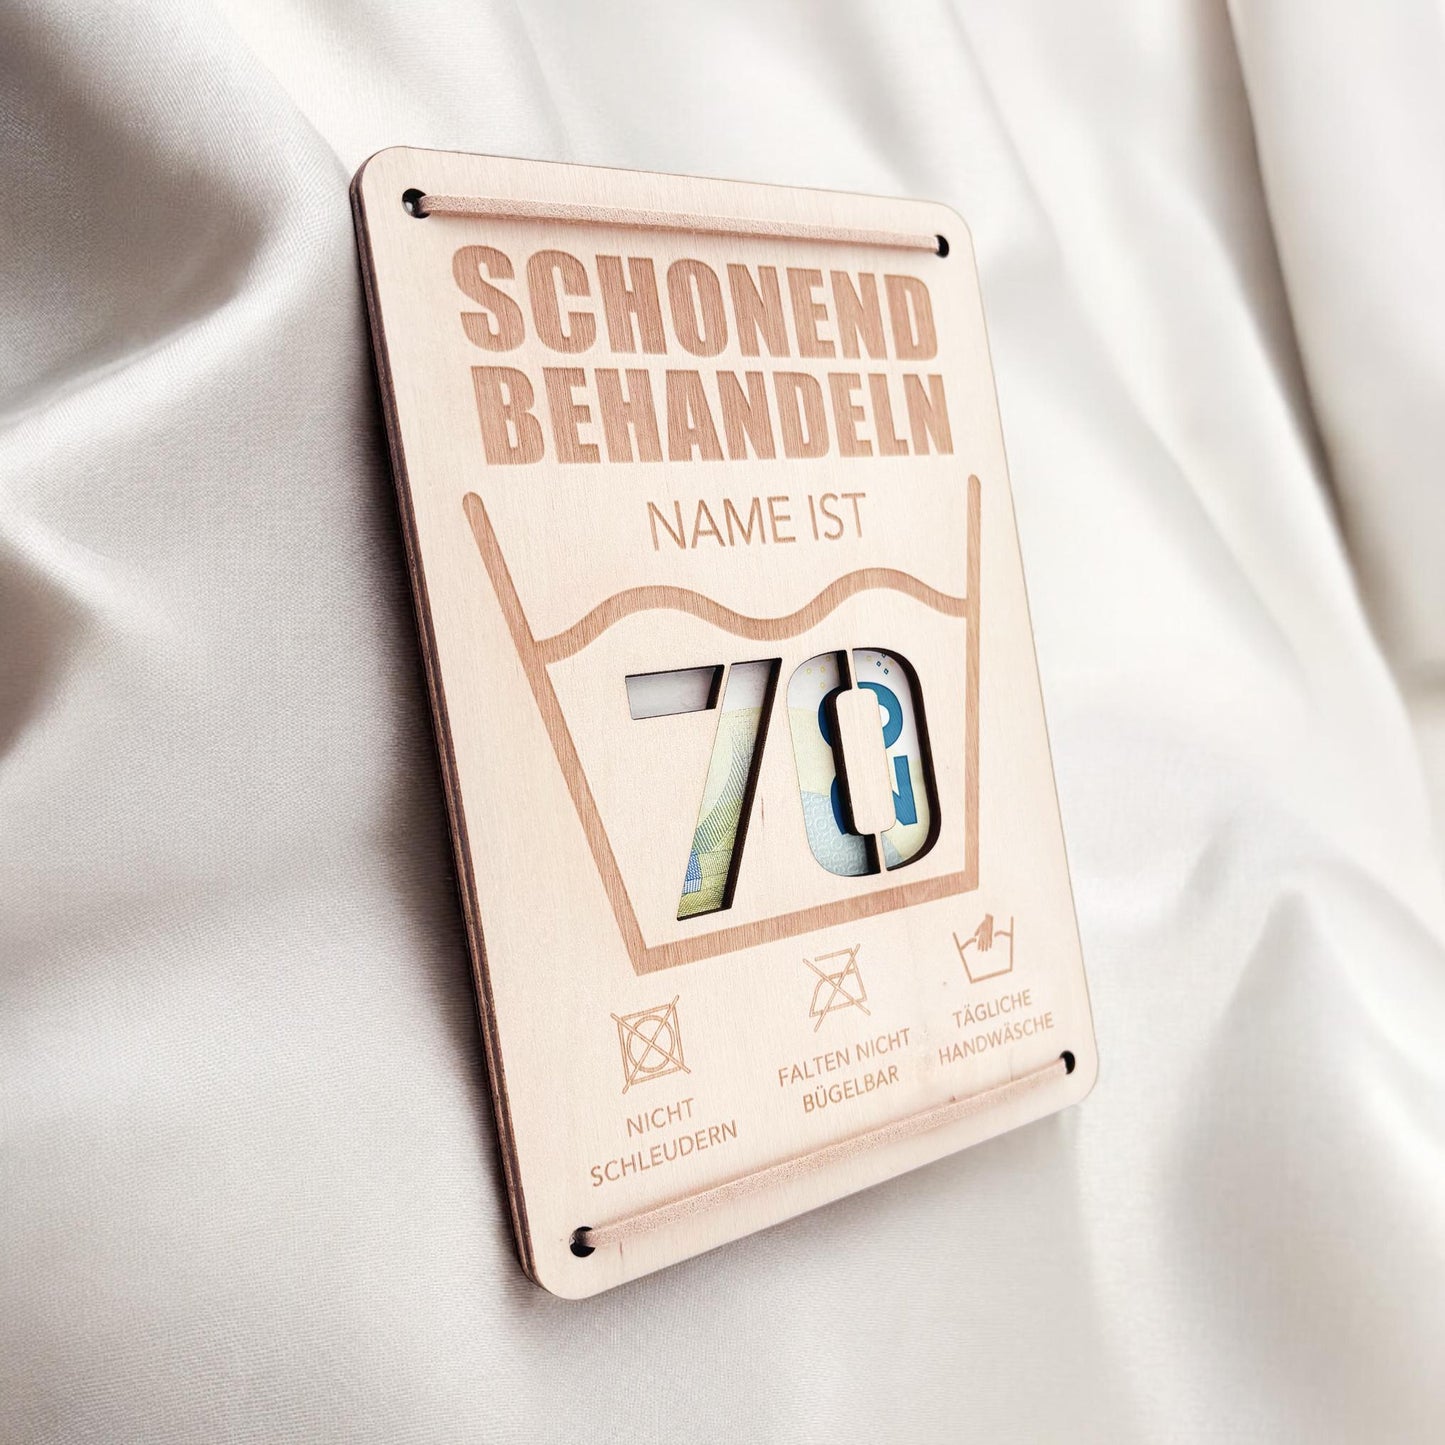 SCHONEND
BEHANDELN
NAME IST
70
NICHT
SCHLEUDERN
FALTEN NICHT
BÜGELBAR
TÄGLICHE
HANDWÄSCHE